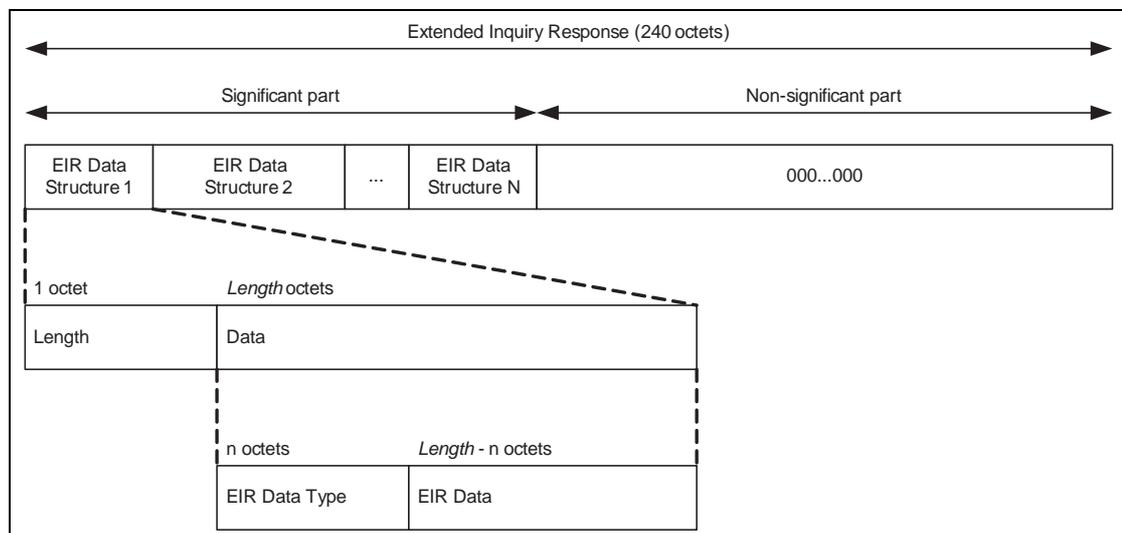 Extended Inquiry Response (240 octets)
Significant part
Non-significant part
EIR Data
Structure 1
EIR Data
Structure 2
...
EIR Data
Structure N
000...000
1 octet
Length octets
Length
Data
n octets
Length - n octets
EIR Data Type
EIR Data